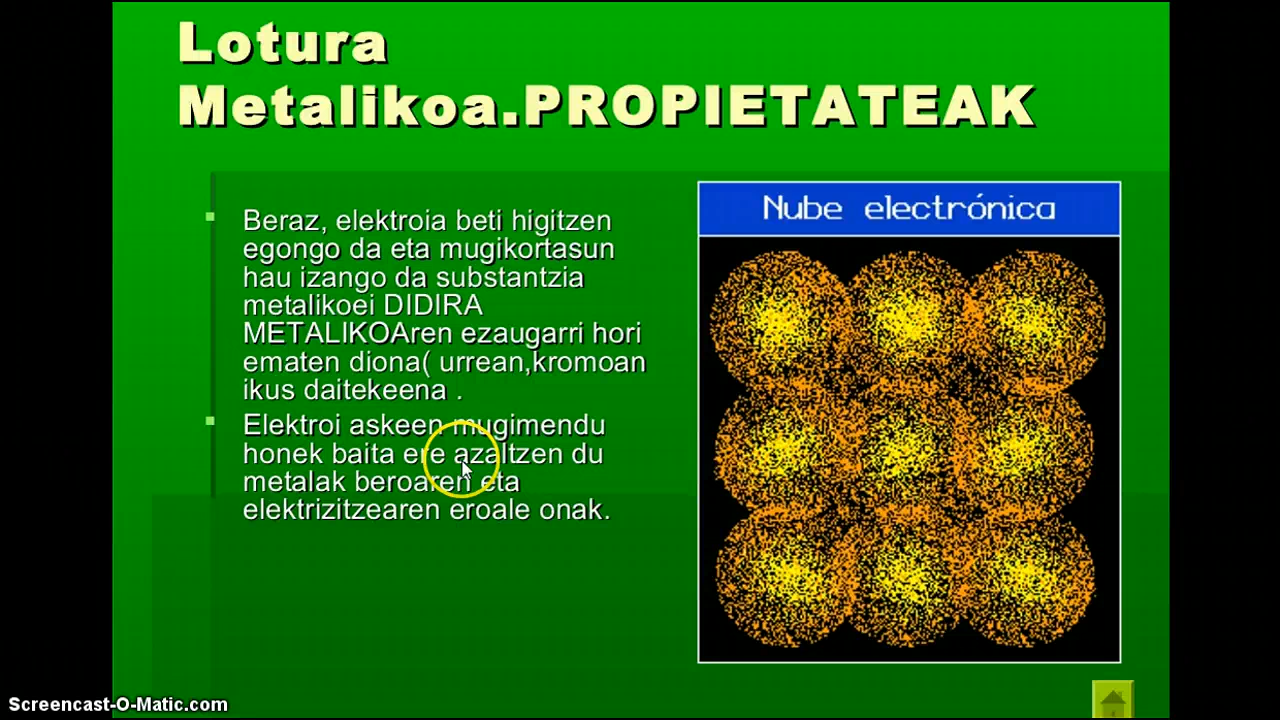 Lotura
Metalikoa.PROPIETATEAK
Beraz, elektroia beti higitzen
egongo da eta mugikortasun
hau izango da substantzia
metalikoei DIDIRA
METALIKOAren ezaugarri hori
ematen diona( urrean,kromoan
ikus daitekeena .
Elektroi askeen mugimendu
honek baita ere azaltzen du
metalak beroaren eta
elektrizitzearen eroale onak.
Nube electrónica
Screencast-O-Matic.com